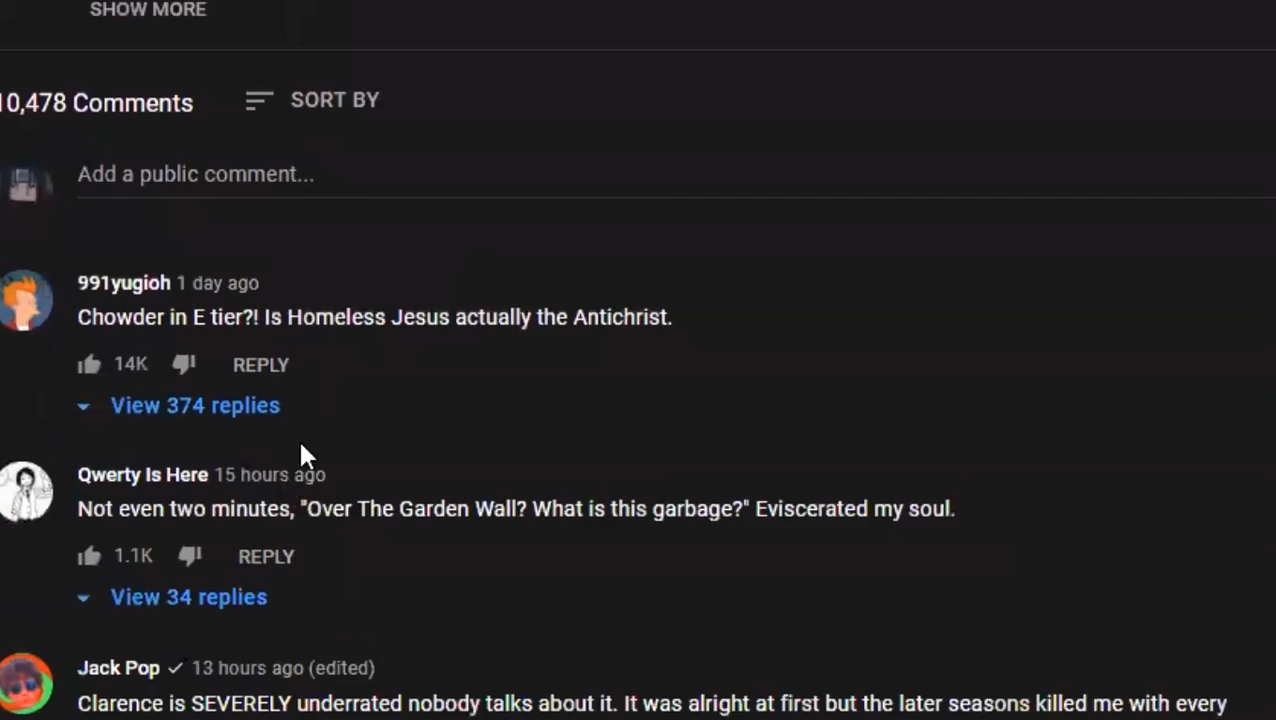 SHOW MORE
10,478 Comments
SORT BY
Add a public comment...
991yugioh 1 day ago
Chowder in E tier?! Is Homeless Jesus actually the Antichrist.
14K REPLY
View 374 replies
Qwerty Is Here 15 hours ago
Not even two minutes, "Over The Garden Wall? What is this garbage?" Eviscerated my soul.
1.1K REPLY
View 34 replies
Jack Pop 13 hours ago (edited)
Clarence is SEVERELY underrated nobody talks about it. It was alright at first but the later seasons killed me with every